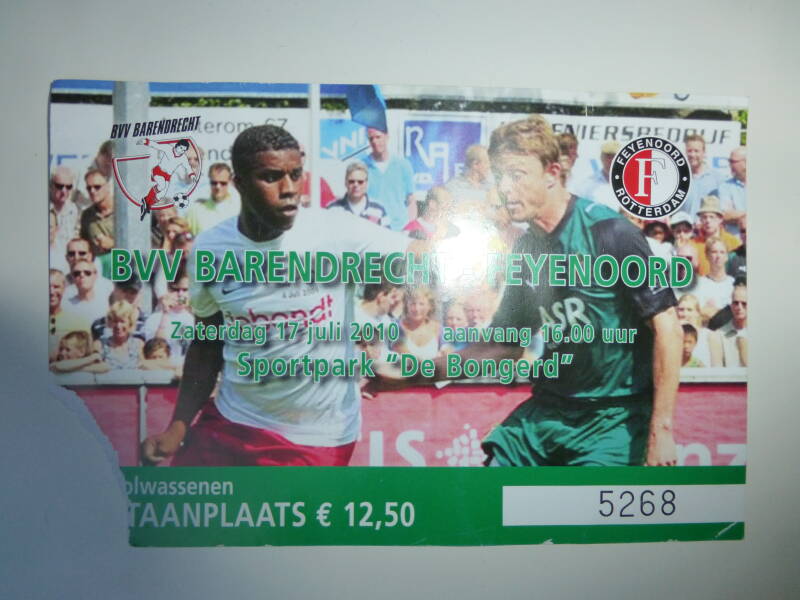 BVV BARENDRECHT
FEYENOORD
F
ROTTERDAM
BVV BARENDRECHT - FEYENOORD
Zaterdag 17 juli 2010 aanvang 16.00 uur
Sportpark "De Bongerd"
ASR
olwassenen
TAANPLAATS € 12,50
5268